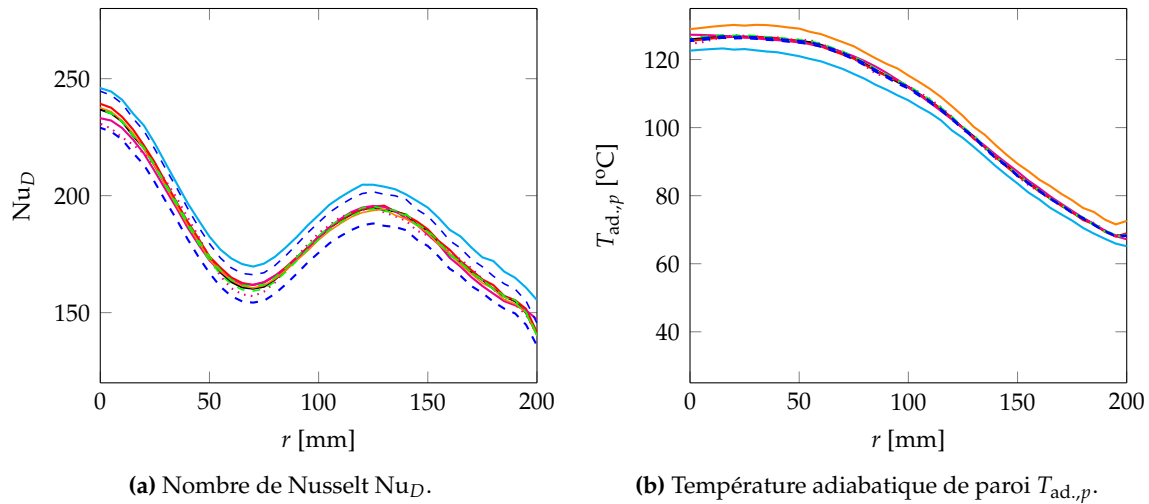 250
200
150
Nu_D
0 50 100 150 200
r [mm]
(a) Nombre de Nusselt Nu_D.
120
100
80
60
40
T_ad.,p [ºC]
0 50 100 150 200
r [mm]
(b) Température adiabatique de paroi T_ad.,p.